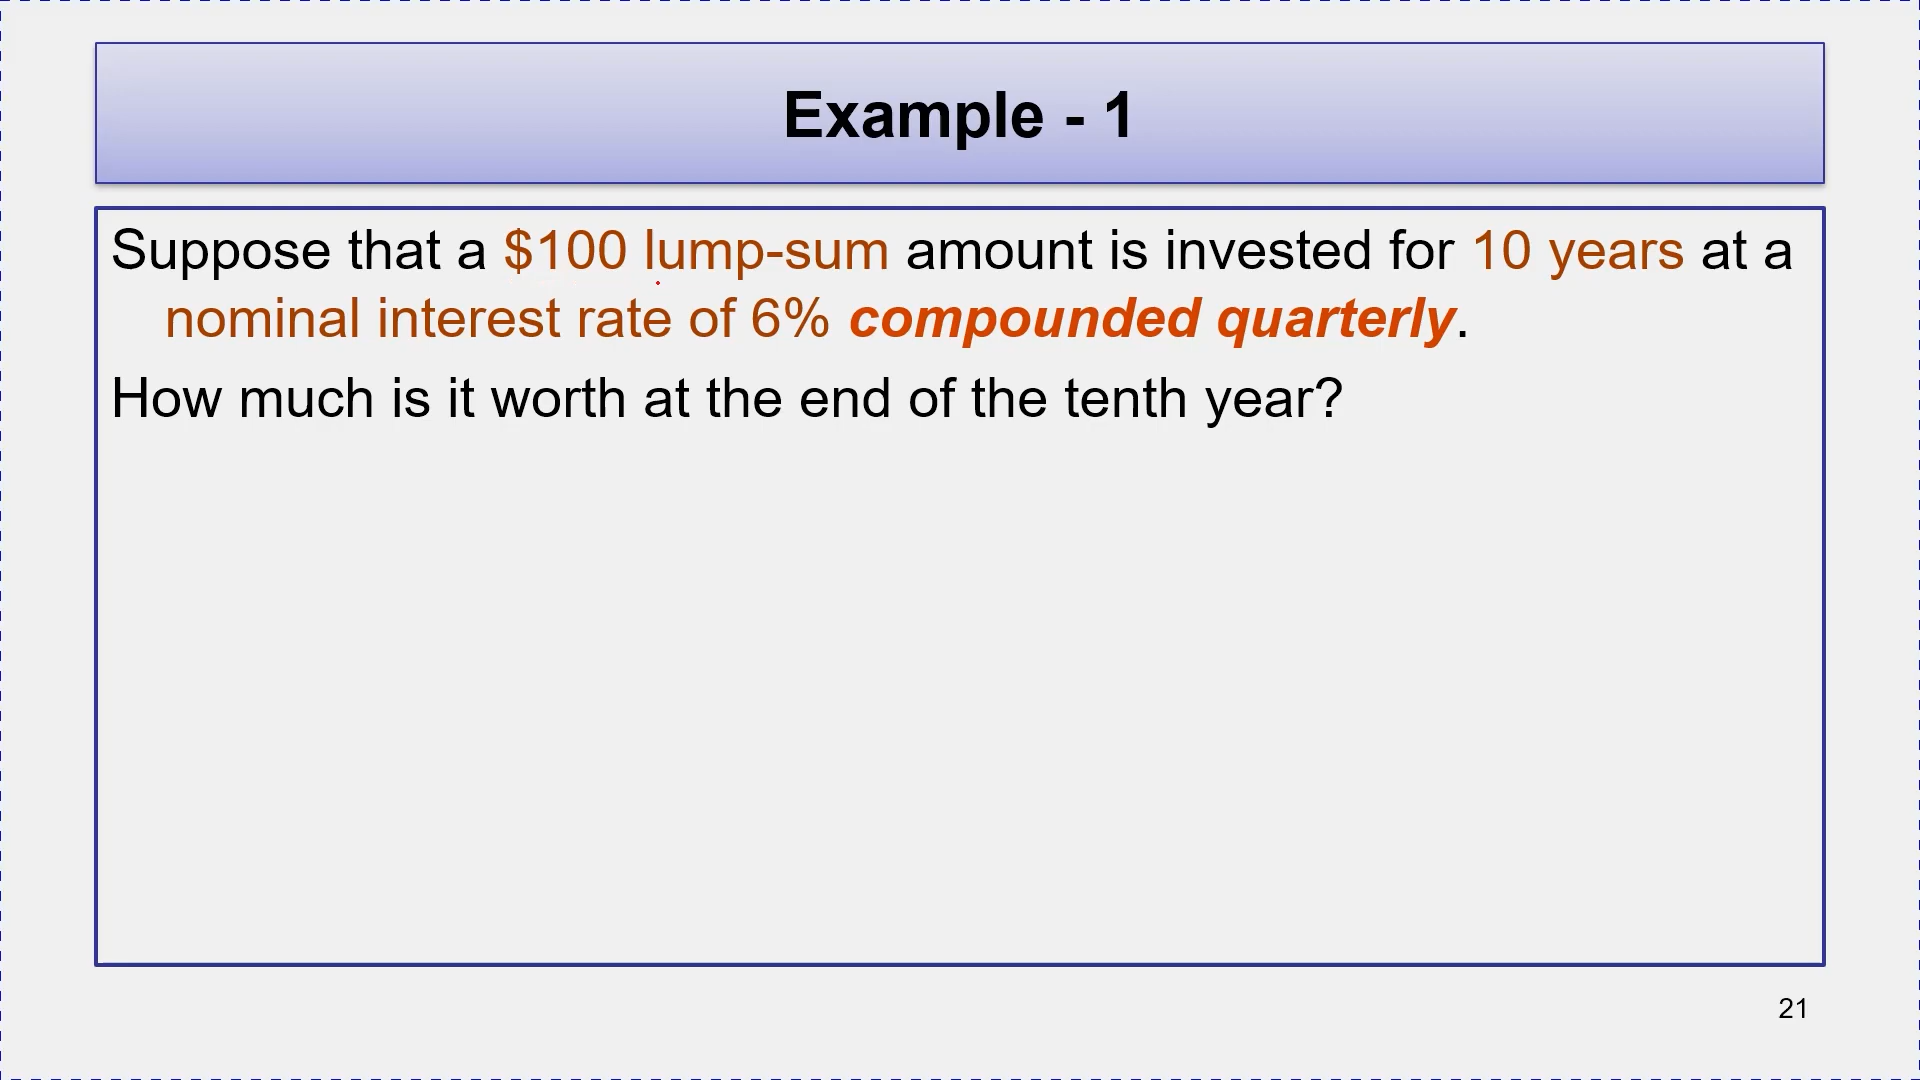 Example - 1
Suppose that a $100 lump-sum amount is invested for 10 years at a
nominal interest rate of 6% compounded quarterly.
How much is it worth at the end of the tenth year?
21